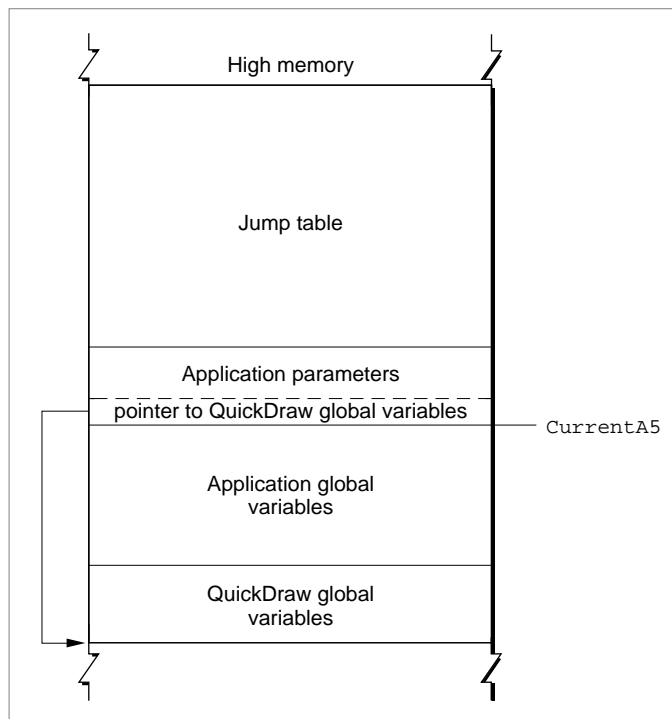 High memory
Jump table
Application parameters
pointer to QuickDraw global variables
CurrentA5
Application global
variables
QuickDraw global
variables